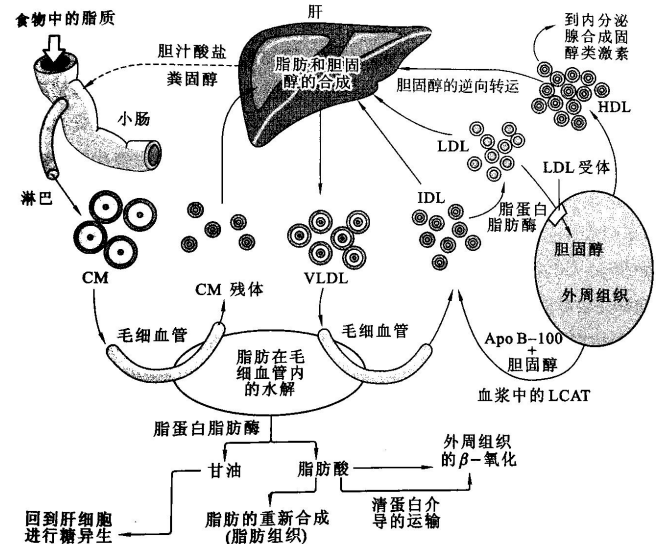 食物中的脂质
肝
到内分泌
腺合成固
醇类激素
胆汁酸盐
粪固醇
脂肪和胆固
醇的合成
胆固醇的逆向转运
HDL
小肠
LDL
LDL 受体
淋巴
IDL
脂蛋白
脂肪酶
胆固醇
外周组织
CM
CM 残体
VLDL
毛细血管
毛细血管
脂肪在毛
细血管内
的水解
Apo B-100
+
胆固醇
血浆中的 LCAT
脂蛋白脂肪酶
甘油
脂肪酸
外周组织
的β-氧化
清蛋白介
导的运输
回到肝细胞
进行糖异生
脂肪的重新合成
(脂肪组织)